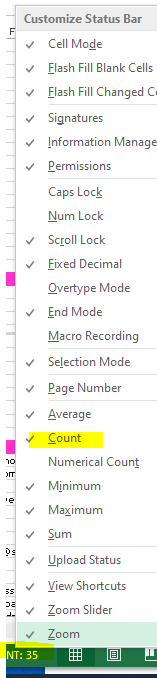 Customize Status Bar
Cell Mode
Flash Fill Blank Cells
Flash Fill Changed C
Signatures
Information Manage
Permissions
Caps Lock
Num Lock
Scroll Lock
Fixed Decimal
Overtype Mode
End Mode
Macro Recording
Selection Mode
Page Number
Average
Count
Numerical Count
Minimum
Maximum
Sum
Upload Status
View Shortcuts
Zoom Slider
Zoom
NT: 35